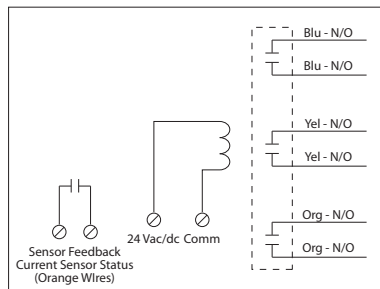 Blu - N/O
Blu - N/O
Yel - N/O
Yel - N/O
Org - N/O
Org - N/O
24 Vac/dc Comm
Sensor Feedback
Current Sensor Status
(Orange WIres)